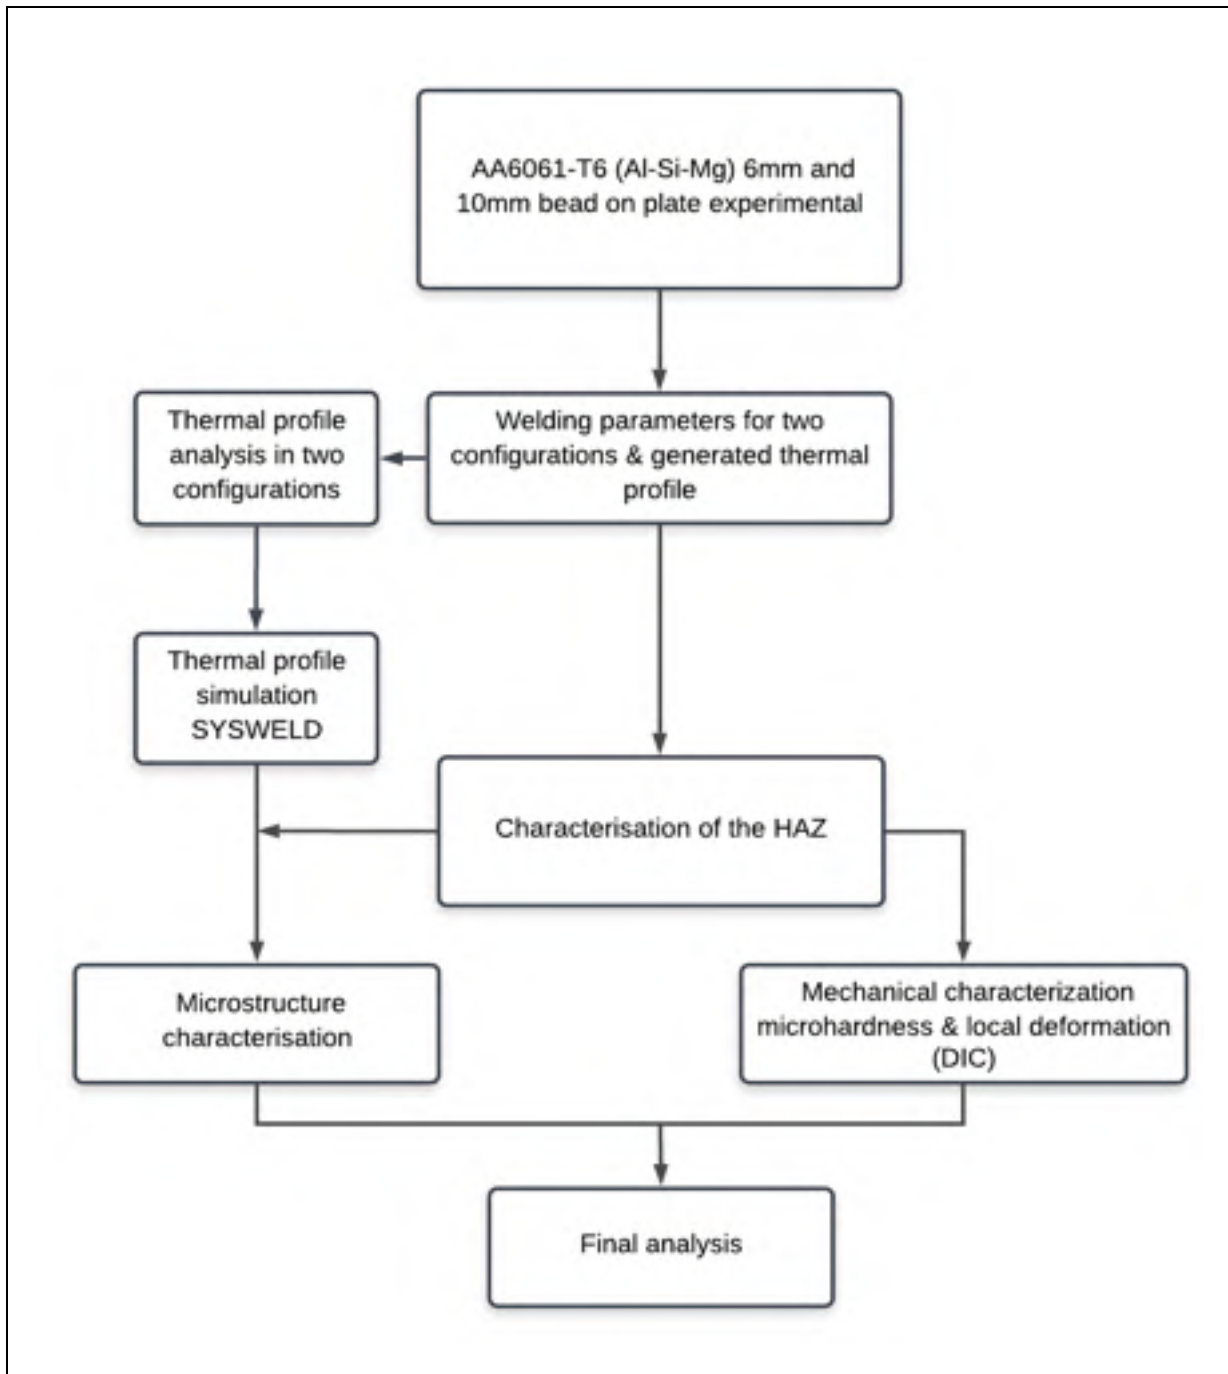 AA6061-T6 (Al-Si-Mg) 6mm and
10mm bead on plate experimental
Thermal profile
analysis in two
configurations
Welding parameters for two
configurations & generated thermal
profile
Thermal profile
simulation
SYSWELD
Characterisation of the HAZ
Microstructure
characterisation
Mechanical characterization
microhardness & local deformation
(DIC)
Final analysis